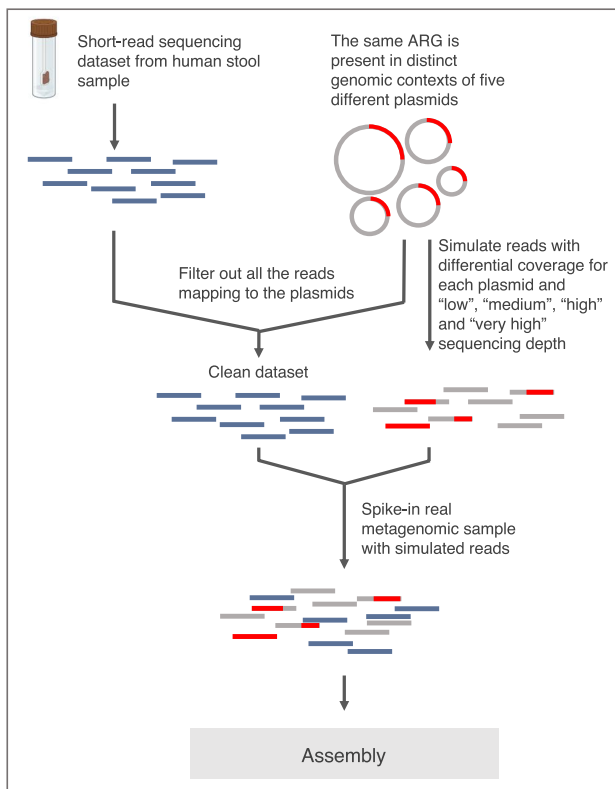 Short-read sequencing
dataset from human stool
sample
The same ARG is
present in distinct
genomic contexts of five
different plasmids
Filter out all the reads
mapping to the plasmids
Simulate reads with
differential coverage for
each plasmid and
“low”, “medium”, “high”
and “very high”
sequencing depth
Clean dataset
Spike-in real
metagenomic sample
with simulated reads
Assembly